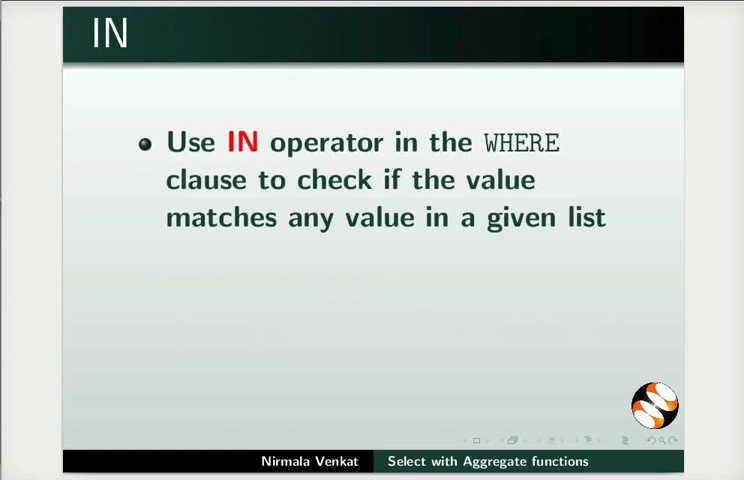 IN
Use IN operator in the WHERE
clause to check if the value
matches any value in a given list
Nirmala Venkat Select with Aggregate functions